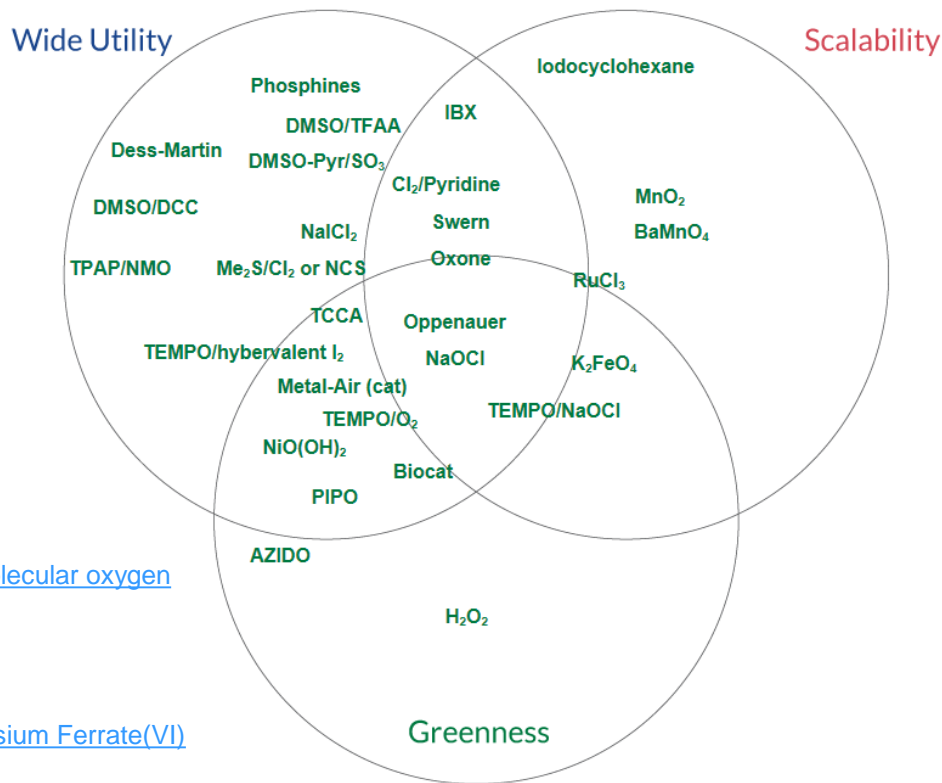 Wide Utility
Scalability
Iodocyclohexane
Phosphines
IBX
DMSO/TFAA
Dess-Martin
DMSO-Pyr/SO₃
Cl₂/Pyridine
MnO₂
DMSO/DCC
Swern
NaICl₂
BaMnO₄
Oxone
TPAP/NMO
Me₂S/Cl₂ or NCS
RuCl₃
TCCA
Oppenauer
TEMPO/hybervalent I₂
NaOCl
K₂FeO₄
Metal-Air (cat)
TEMPO/NaOCl
TEMPO/O₂
NiO(OH)₂
Biocat
PIPO
AZIDO
lecular oxygen
H₂O₂
sium Ferrate(VI)
Greenness